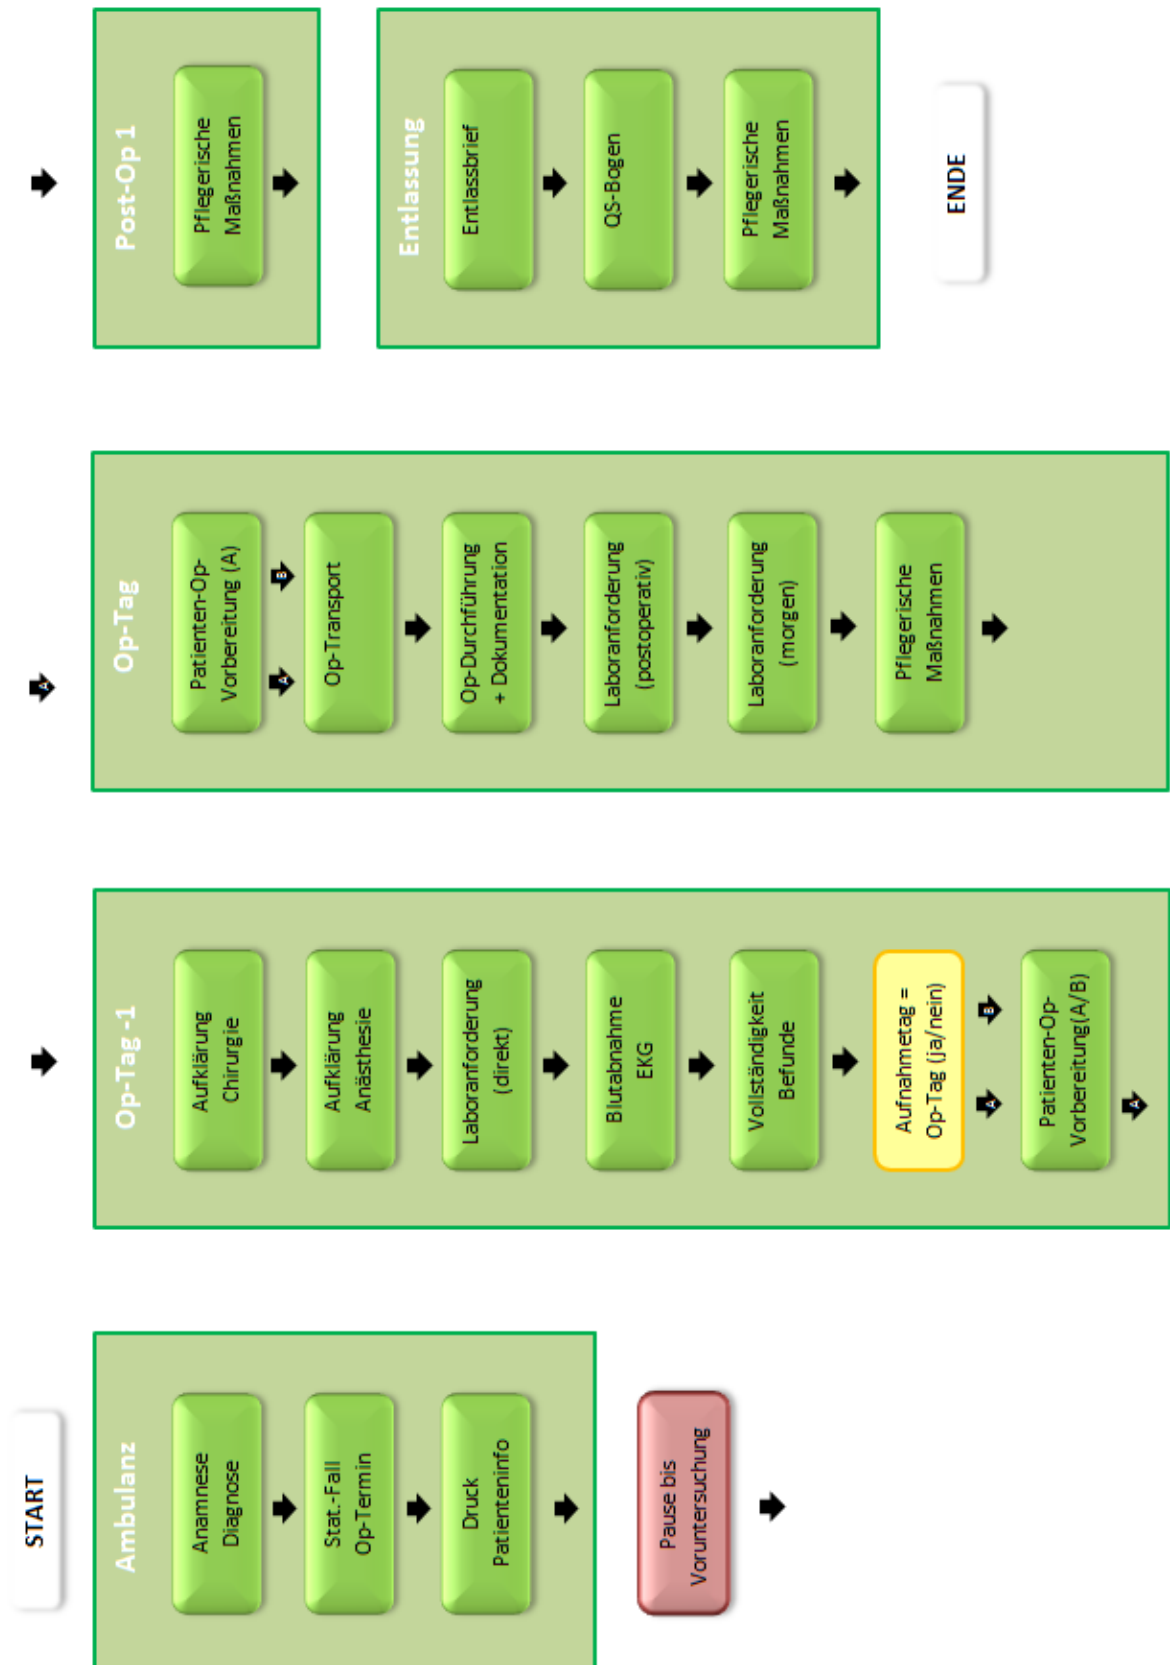 START
Ambulanz
Anamnese
Diagnose
Stat.-Fall
Op-Termin
Druck
Patienteninfo
Pause bis
Voruntersuchung
Op-Tag -1
Aufklärung
Chirurgie
Aufklärung
Anästhesie
Laboranforderung
(direkt)
Blutabnahme
EKG
Vollständigkeit
Befunde
Aufnahmetag =
Op-Tag (ja/nein)
A
B
Patienten-Op-
Vorbereitung(A/B)
A
A
Op-Tag
Patienten-Op-
Vorbereitung (A)
A
B
Op-Transport
Op-Durchführung
+ Dokumentation
Laboranforderung
(postoperativ)
Laboranforderung
(morgen)
Pflegerische
Maßnahmen
Post-Op 1
Pflegerische
Maßnahmen
Entlassung
Entlassbrief
QS-Bogen
Pflegerische
Maßnahmen
ENDE